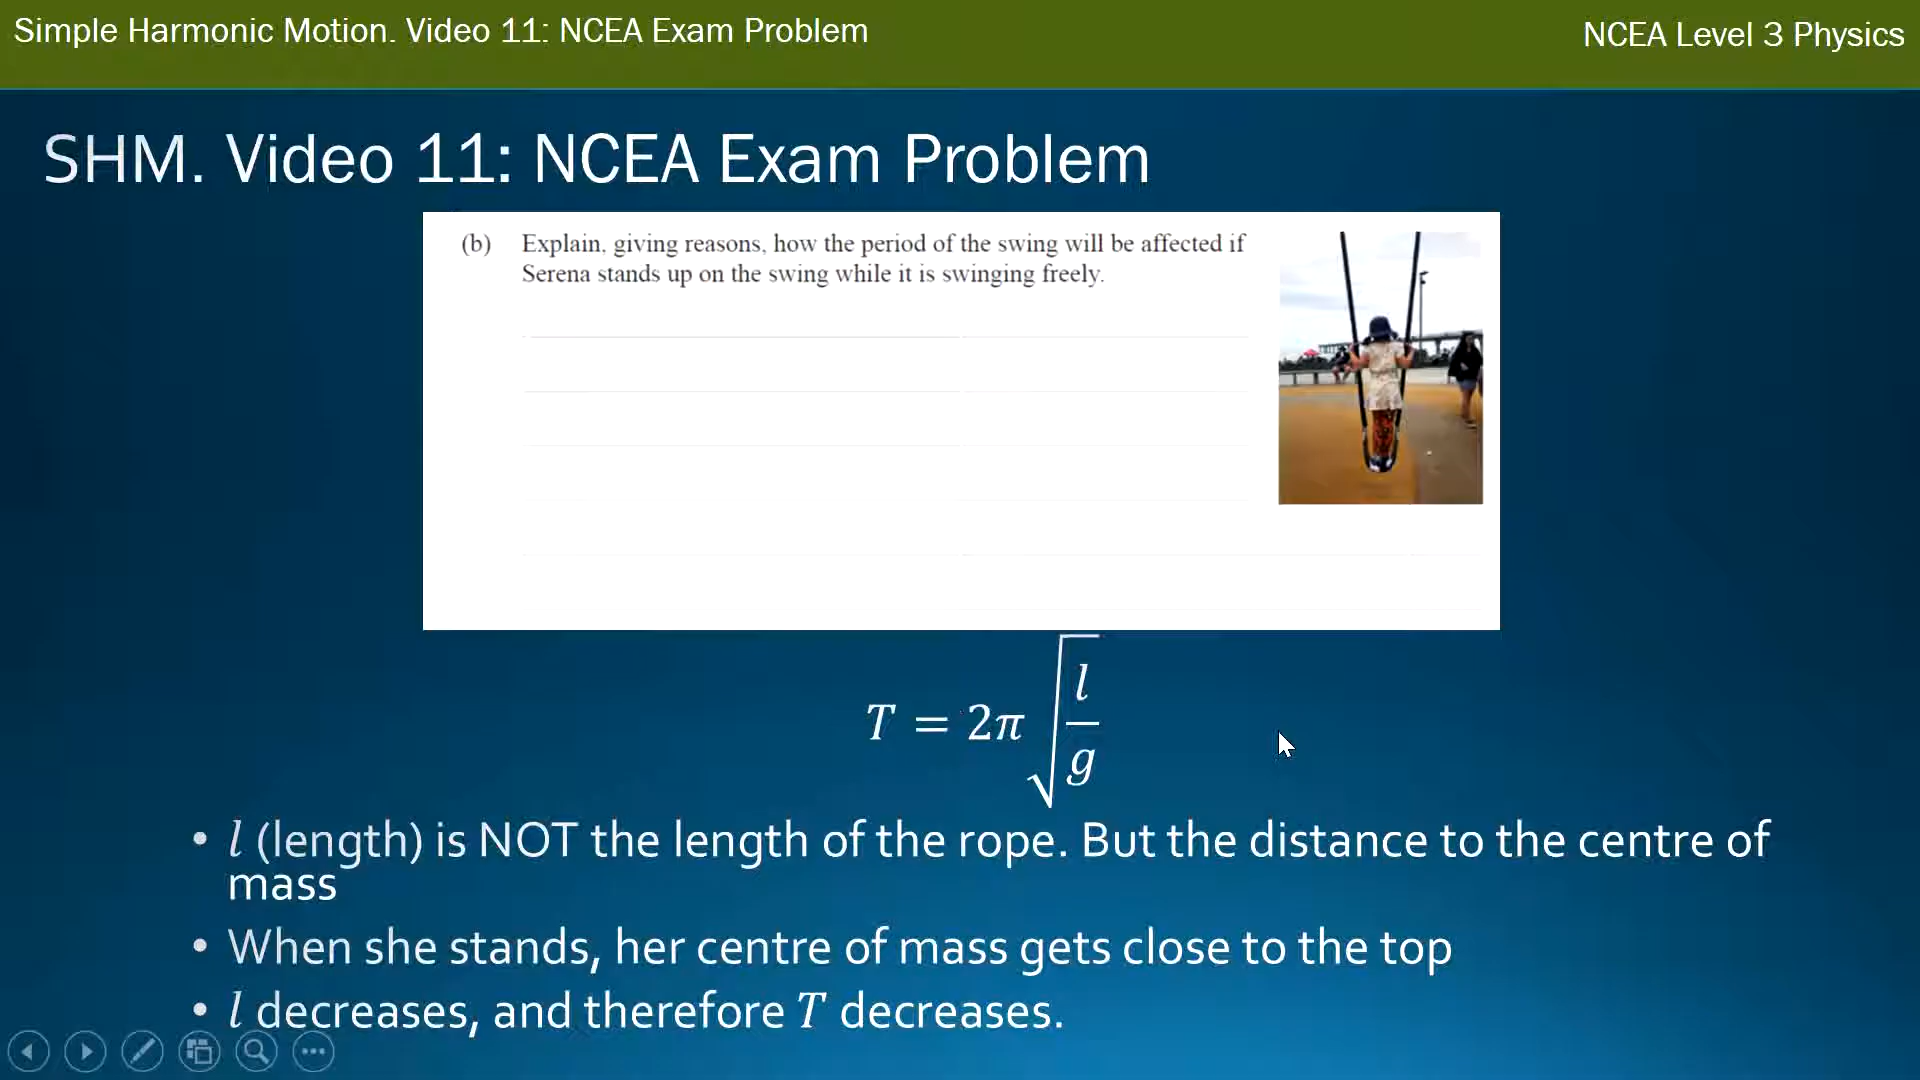 Simple Harmonic Motion. Video 11: NCEA Exam Problem
NCEA Level 3 Physics
SHM. Video 11: NCEA Exam Problem
(b) Explain, giving reasons, how the period of the swing will be affected if
Serena stands up on the swing while it is swinging freely.
T = 2π √(l/g)
• l (length) is NOT the length of the rope. But the distance to the centre of
mass
• When she stands, her centre of mass gets close to the top
• l decreases, and therefore T decreases.